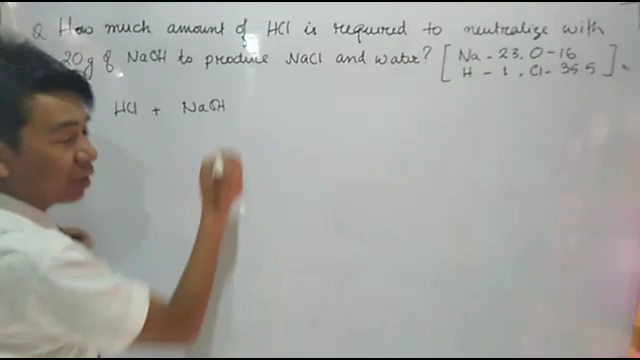 Q How much amount of HCl is required to neutralize with
20g of NaOH to produce NaCl and water? [Na - 23, O - 16
H - 1, Cl - 35.5].
HCl + NaOH